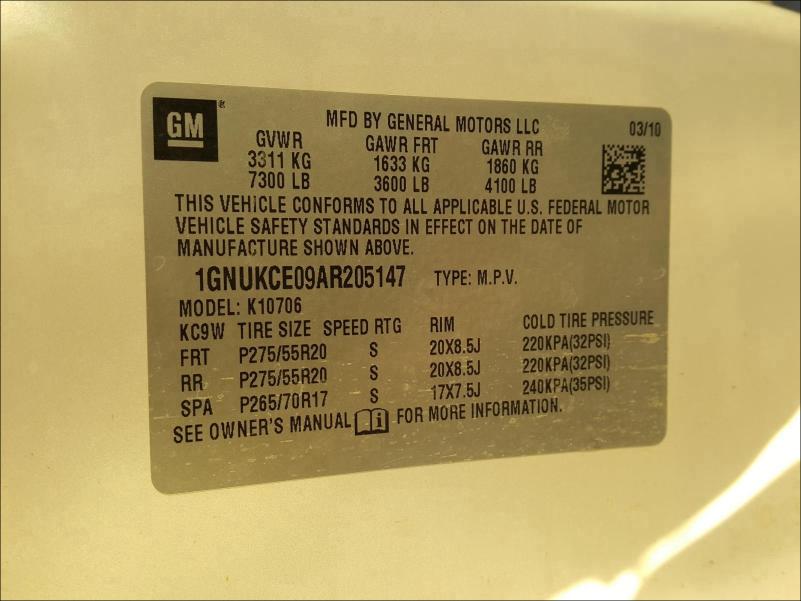 GM
MFD BY GENERAL MOTORS LLC 03/10
GVWR GAWR FRT GAWR RR
3311 KG 1633 KG 1860 KG
7300 LB 3600 LB 4100 LB
THIS VEHICLE CONFORMS TO ALL APPLICABLE U.S. FEDERAL MOTOR
VEHICLE SAFETY STANDARDS IN EFFECT ON THE DATE OF
MANUFACTURE SHOWN ABOVE.
1GNUKCE09AR205147 TYPE: M.P.V.
MODEL: K10706
KC9W TIRE SIZE SPEED RTG RIM COLD TIRE PRESSURE
FRT P275/55R20 S 20X8.5J 220KPA(32PSI)
RR P275/55R20 S 20X8.5J 220KPA(32PSI)
SPA P265/70R17 S 17X7.5J 240KPA(35PSI)
SEE OWNER'S MANUAL FOR MORE INFORMATION.